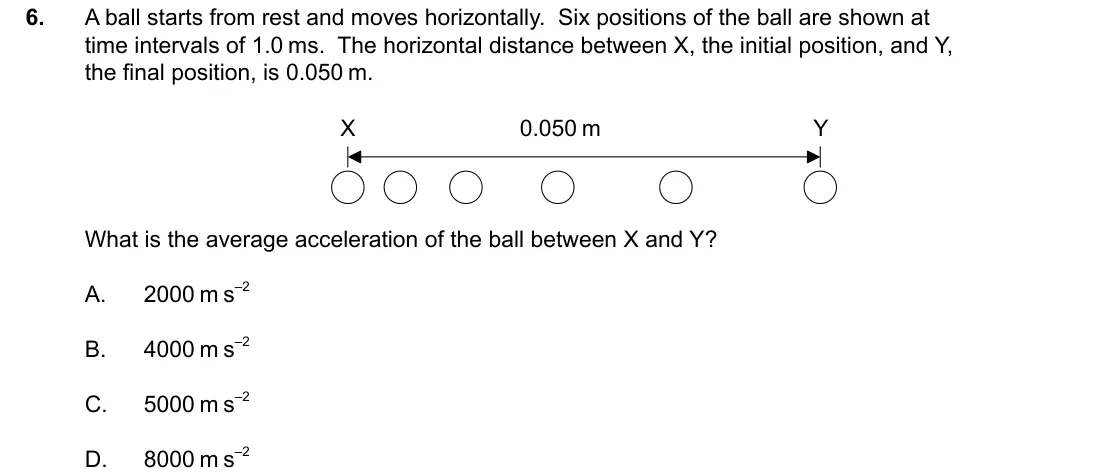 6. A ball starts from rest and moves horizontally. Six positions of the ball are shown at
time intervals of 1.0 ms. The horizontal distance between X, the initial position, and Y,
the final position, is 0.050 m.
X 0.050 m Y
What is the average acceleration of the ball between X and Y?
A. 2000 m s⁻²
B. 4000 m s⁻²
C. 5000 m s⁻²
D. 8000 m s⁻²